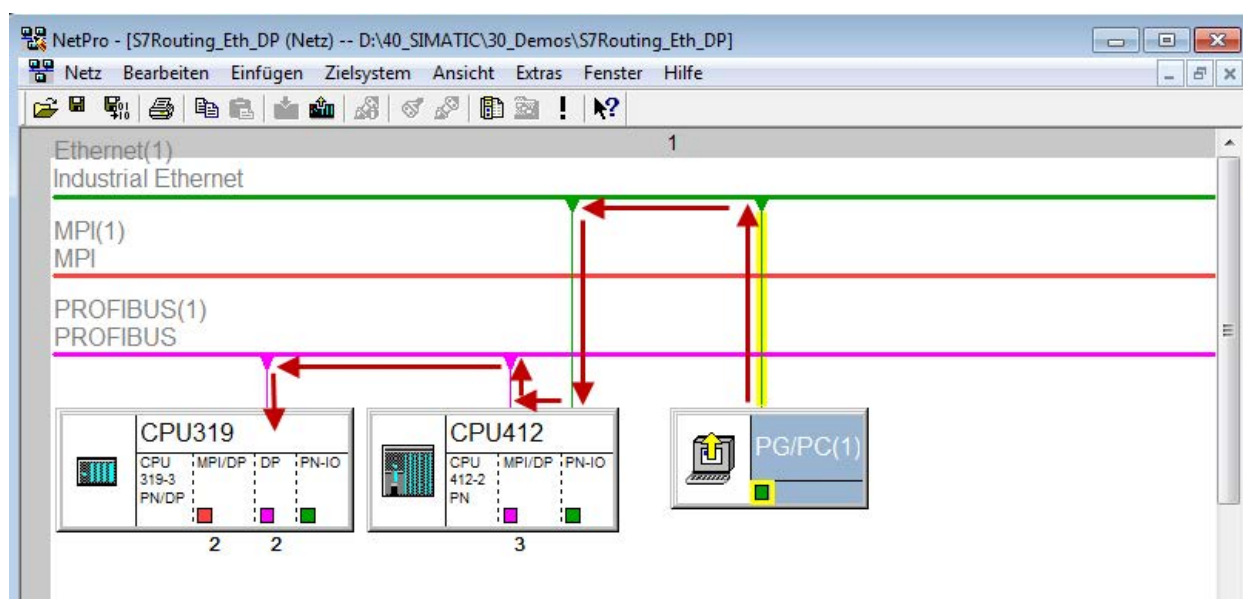 NetPro - [S7Routing_Eth_DP (Netz) -- D:\40_SIMATIC\30_Demos\S7Routing_Eth_DP]
Netz Bearbeiten Einfügen Zielsystem Ansicht Extras Fenster Hilfe
1
Ethernet(1)
Industrial Ethernet
MPI(1)
MPI
PROFIBUS(1)
PROFIBUS
CPU319
CPU MPI/DP DP PN-IO
319-3
PN/DP
2 2
CPU412
CPU MPI/DP PN-IO
412-2
PN
3
PG/PC(1)